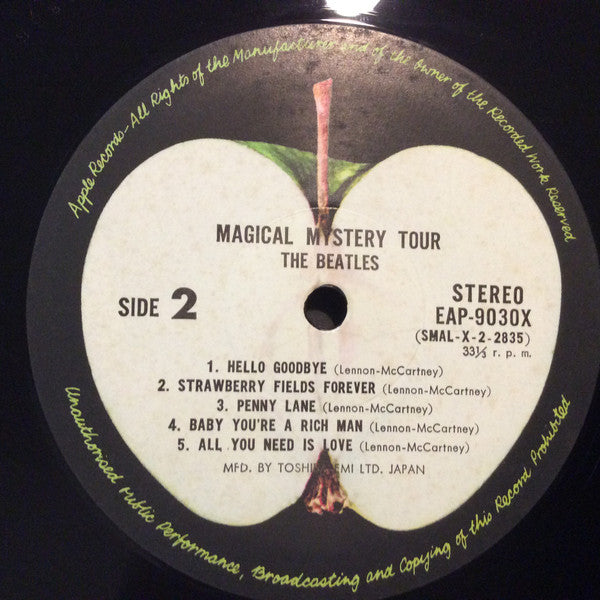 Apple Records-All Rights of the Manufacturer and of the Owner of the Recorded Work Reserved
MAGICAL MYSTERY TOUR
THE BEATLES
SIDE 2
STEREO
EAP-9030X
(SMAL-X-2-2835)
33⅓ r. p. m.
1. HELLO GOODBYE (Lennon-McCartney)
2. STRAWBERRY FIELDS FOREVER (Lennon-McCartney)
3. PENNY LANE (Lennon-McCartney)
4. BABY YOU'RE A RICH MAN (Lennon-McCartney)
5. ALL YOU NEED IS LOVE (Lennon-McCartney)
MFD. BY TOSHIBA EMI LTD. JAPAN
Unauthorised Public Performance, Broadcasting and Copying of this Record Prohibited